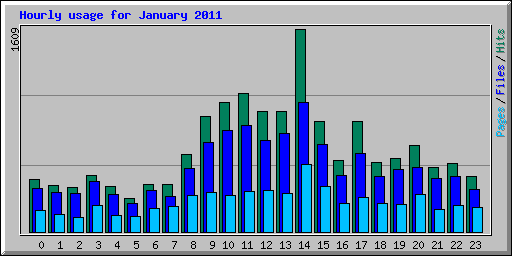 Hourly usage for January 2011
1609
Pages / Files / Hits
0 1 2 3 4 5 6 7 8 9 10 11 12 13 14 15 16 17 18 19 20 21 22 23